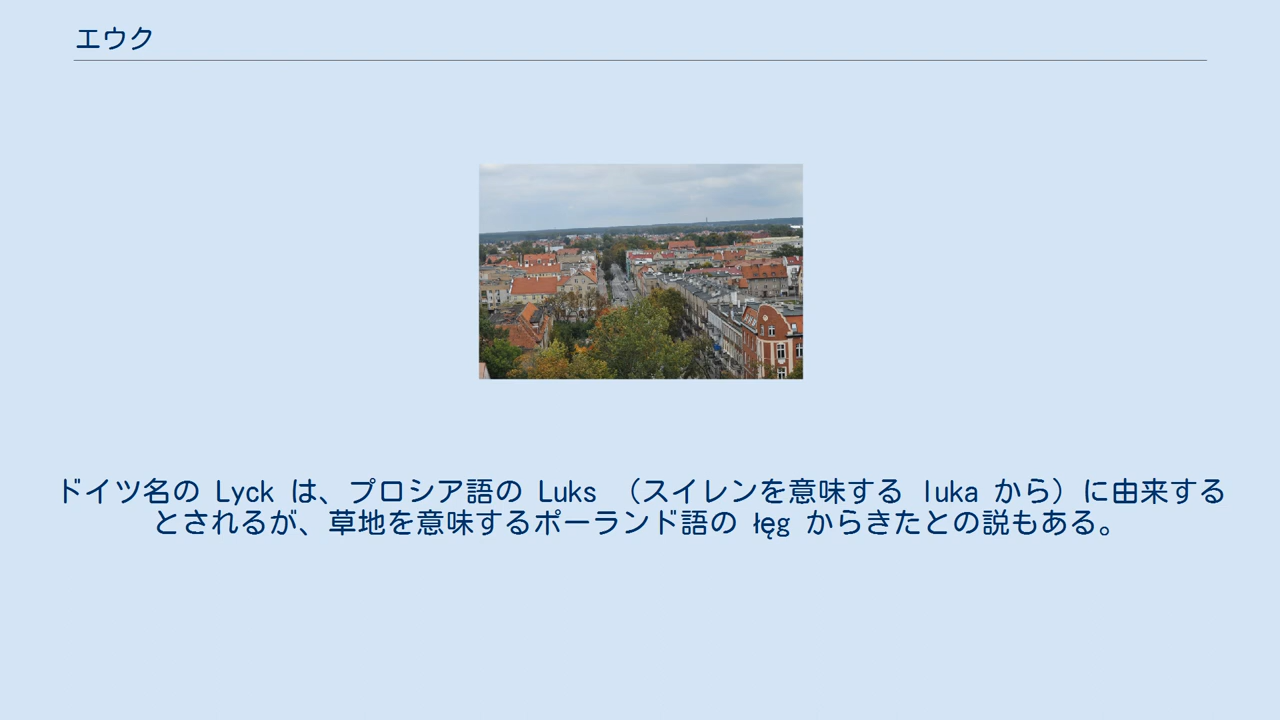 エウク
ドイツ名の Lyck は、プロシア語の Luks （スイレンを意味する luka から）に由来する
とされるが、草地を意味するポーランド語の łęg からきたとの説もある。